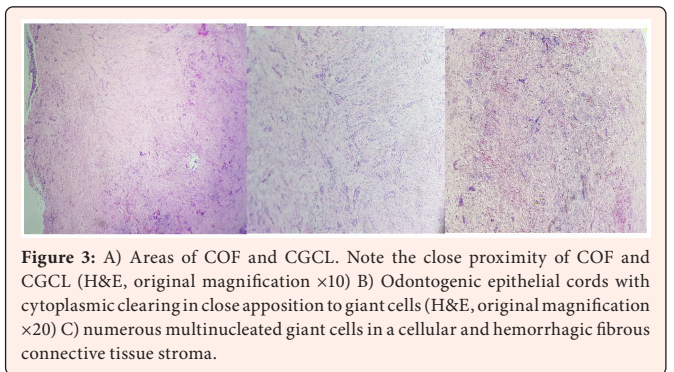 Figure 3: A) Areas of COF and CGCL. Note the close proximity of COF and
CGCL (H&E, original magnification ×10) B) Odontogenic epithelial cords with
cytoplasmic clearing in close apposition to giant cells (H&E, original magnification
×20) C) numerous multinucleated giant cells in a cellular and hemorrhagic fibrous
connective tissue stroma.